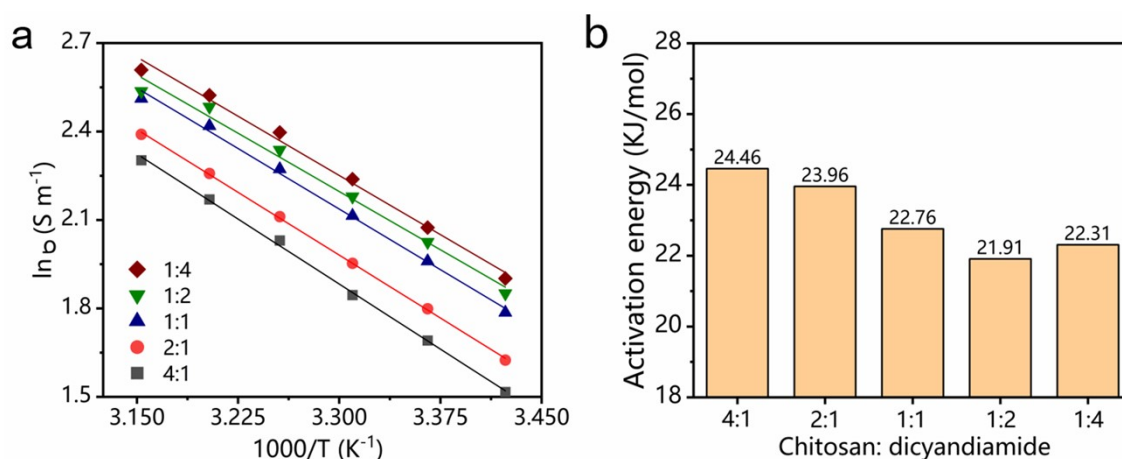 a
2.7
2.4
2.1
1.8
1.5
ln σ (S m⁻¹)
1:4
1:2
1:1
2:1
4:1
3.150 3.225 3.300 3.375 3.450
1000/T (K⁻¹)
b
28
26
24
22
20
18
Activation energy (KJ/mol)
24.46
23.96
22.76
21.91
22.31
4:1 2:1 1:1 1:2 1:4
Chitosan: dicyandiamide